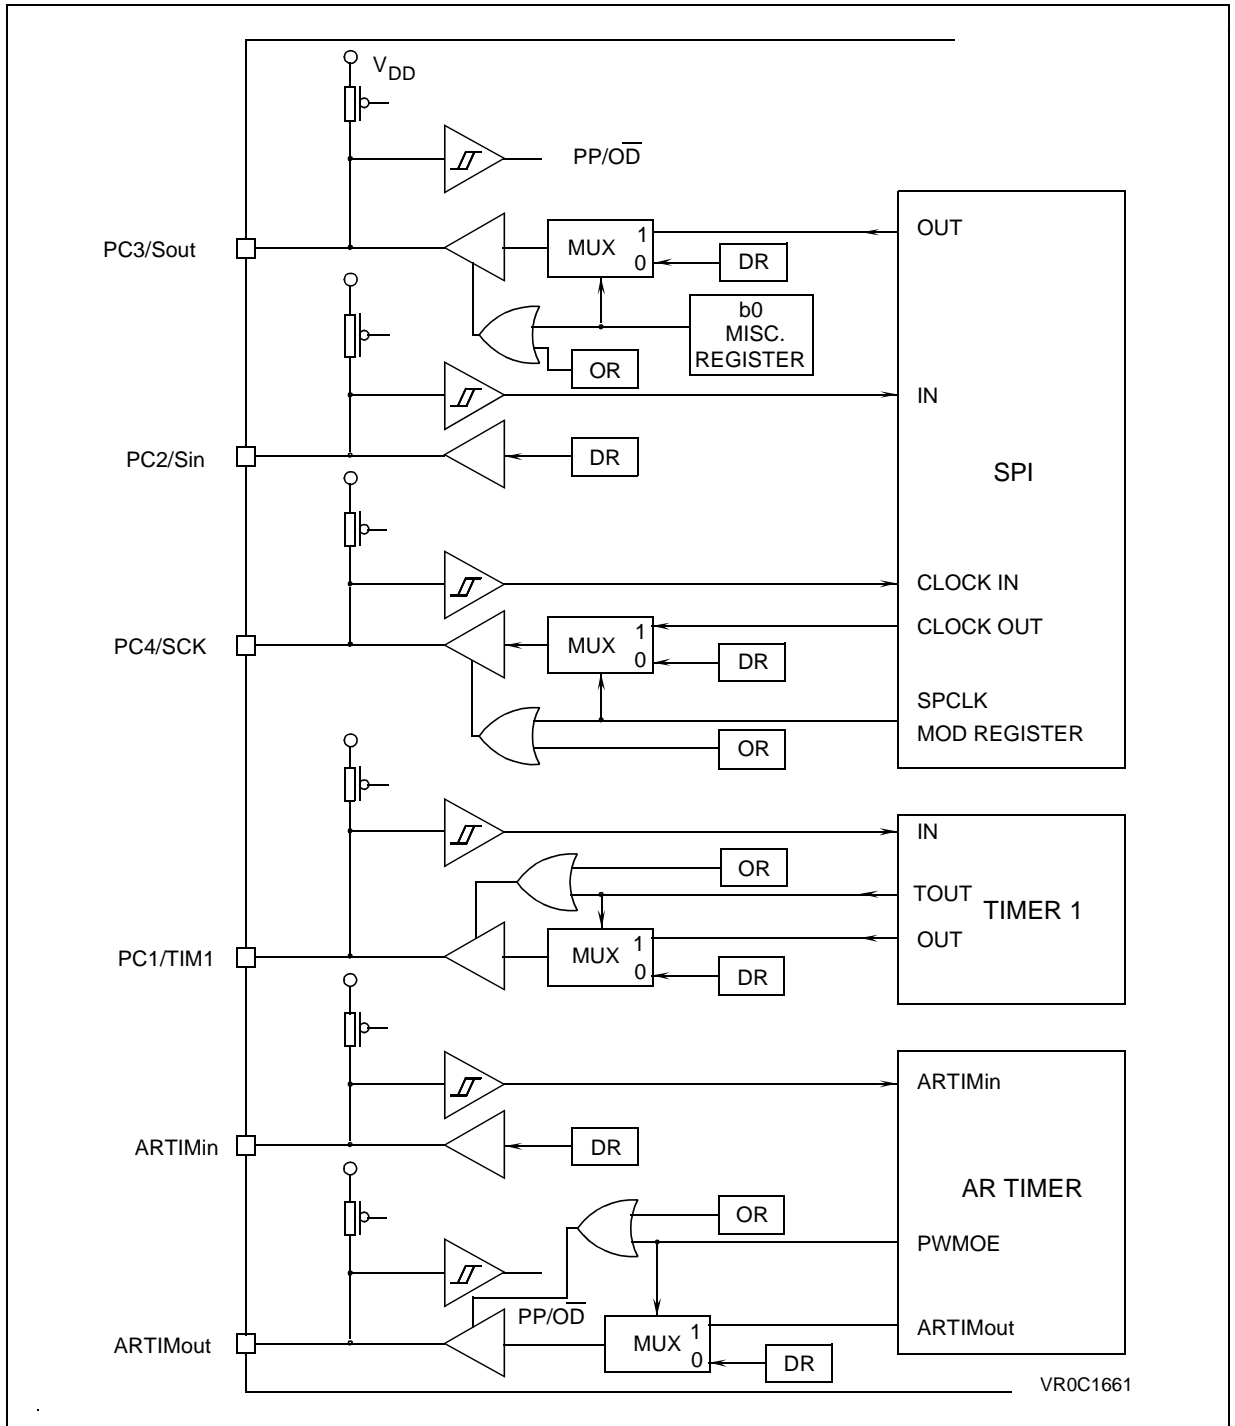 VDD
PP/OD
PC3/Sout
MUX
1
0
DR
OUT
b0
MISC.
REGISTER
OR
IN
PC2/Sin
DR
SPI
CLOCK IN
CLOCK OUT
PC4/SCK
MUX
1
0
DR
SPCLK
MOD REGISTER
OR
IN
OR
TOUT
TIMER 1
OUT
PC1/TIM1
MUX
1
0
DR
ARTIMin
ARTIMin
DR
AR TIMER
OR
PWMOE
PP/OD
ARTIMout
MUX
1
0
DR
ARTIMout
VR0C1661